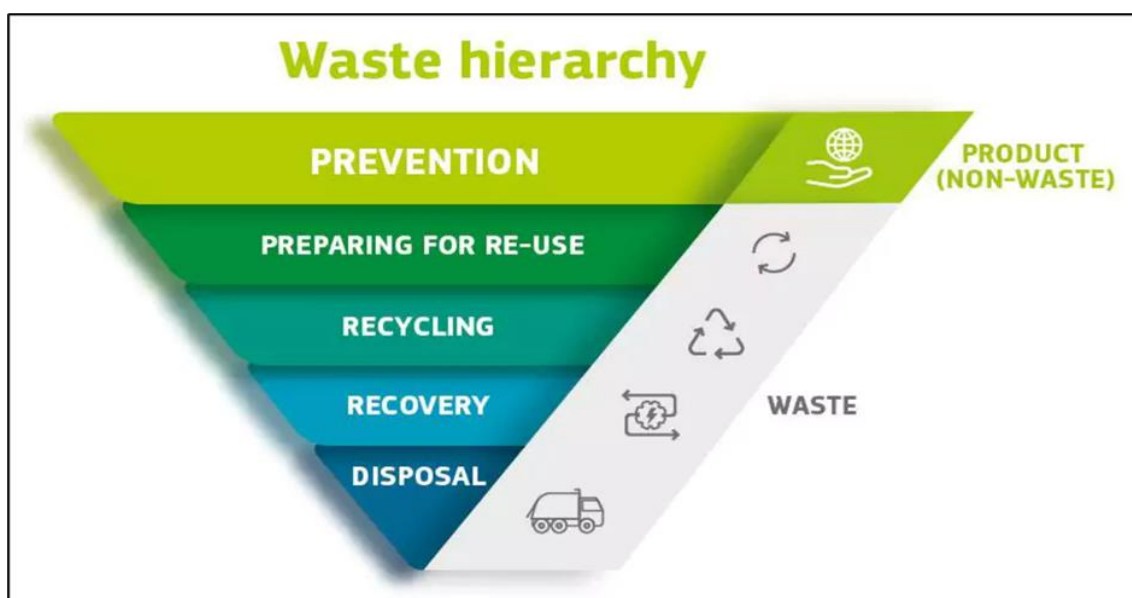 Waste hierarchy
PREVENTION
PRODUCT
(NON-WASTE)
PREPARING FOR RE-USE
RECYCLING
RECOVERY
WASTE
DISPOSAL